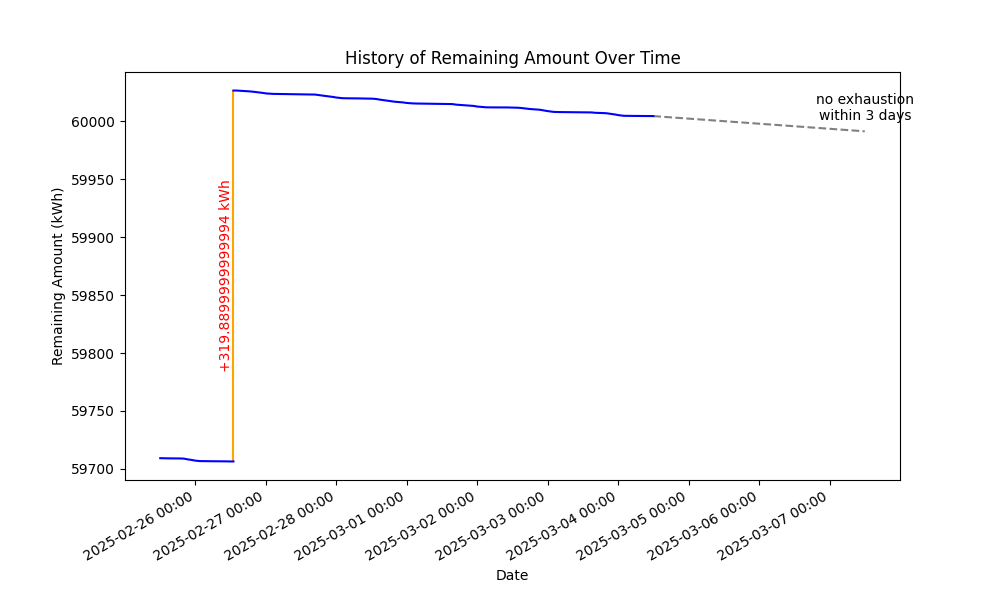 History of Remaining Amount Over Time
Remaining Amount (kWh)
60000
59950
59900
59850
59800
59750
59700
+319.8899999999994 kWh
no exhaustion
within 3 days
2025-02-26 00:00
2025-02-27 00:00
2025-02-28 00:00
2025-03-01 00:00
2025-03-02 00:00
2025-03-03 00:00
2025-03-04 00:00
2025-03-05 00:00
2025-03-06 00:00
2025-03-07 00:00
Date